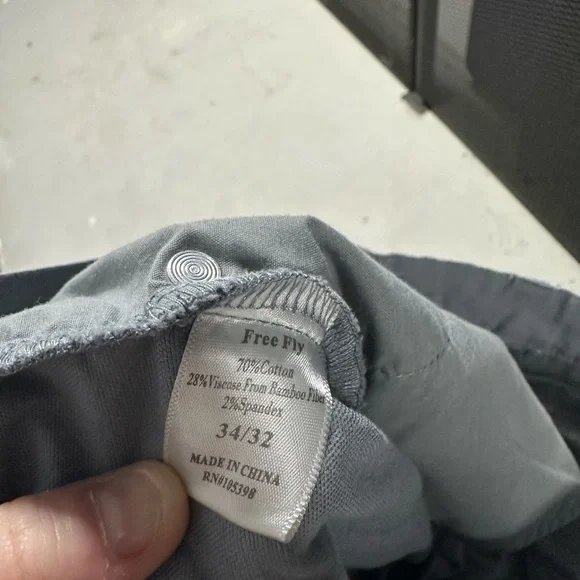 Free Fly
70%Cotton
28%Viscose From Bamboo Fiber
2%Spandex
34/32
MADE IN CHINA
RN#105398